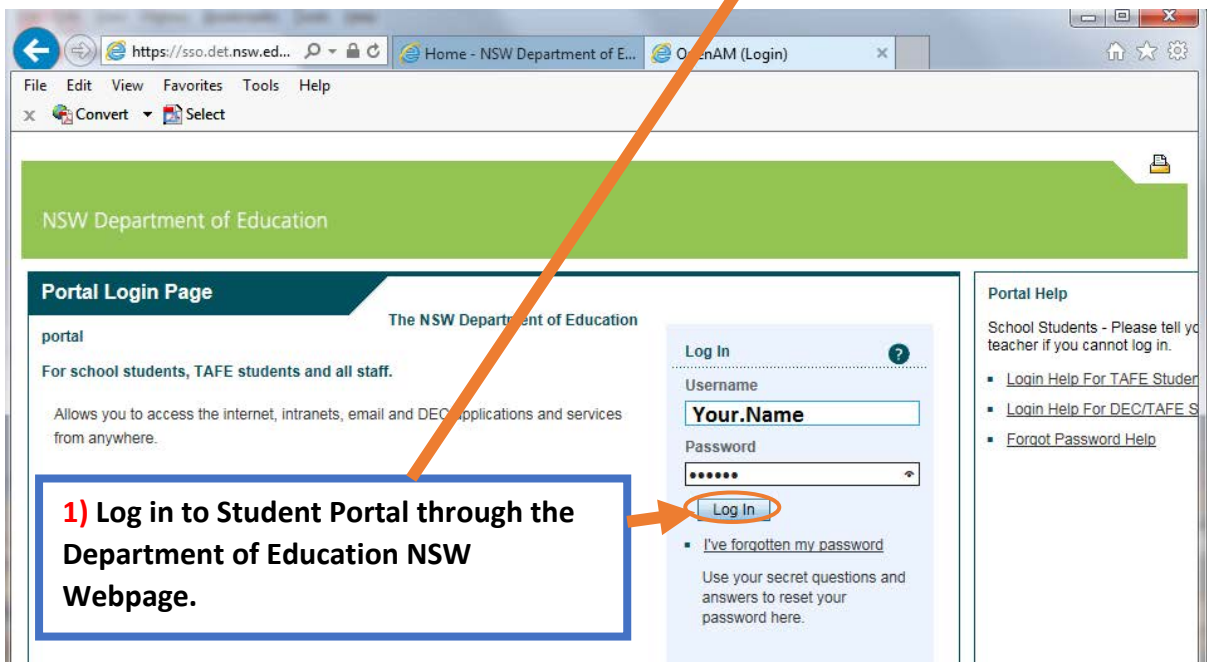 https://sso.det.nsw.ed...
Home - NSW Department of E...
OpenAM (Login)
File Edit View Favorites Tools Help
x Convert Select
NSW Department of Education
Portal Login Page
The NSW Department of Education
portal
For school students, TAFE students and all staff.
Allows you to access the internet, intranets, email and DEC applications and services
from anywhere.
1) Log in to Student Portal through the
Department of Education NSW
Webpage.
Log In
?
Username
Your.Name
Password
••••••
Log In
I've forgotten my password
Use your secret questions and
answers to reset your
password here.
Portal Help
School Students - Please tell yo
teacher if you cannot log in.
Login Help For TAFE Studen
Login Help For DEC/TAFE S
Forgot Password Help